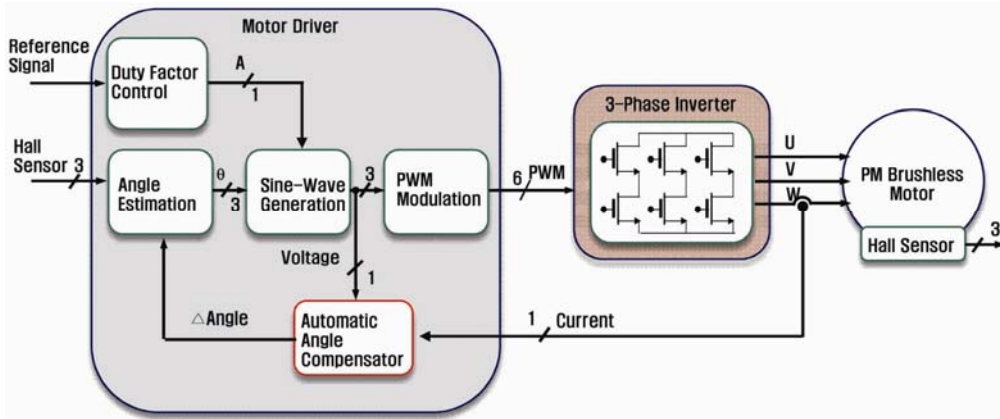 Motor Driver
Reference
Signal
Duty Factor
Control
A
1
Hall
Sensor 3
Angle
Estimation
θ
3
Sine-Wave
Generation
3
PWM
Modulation
6 PWM
3-Phase Inverter
U
V
W
PM Brushless
Motor
Hall Sensor
3
Voltage
1
△Angle
Automatic
Angle
Compensator
1 Current